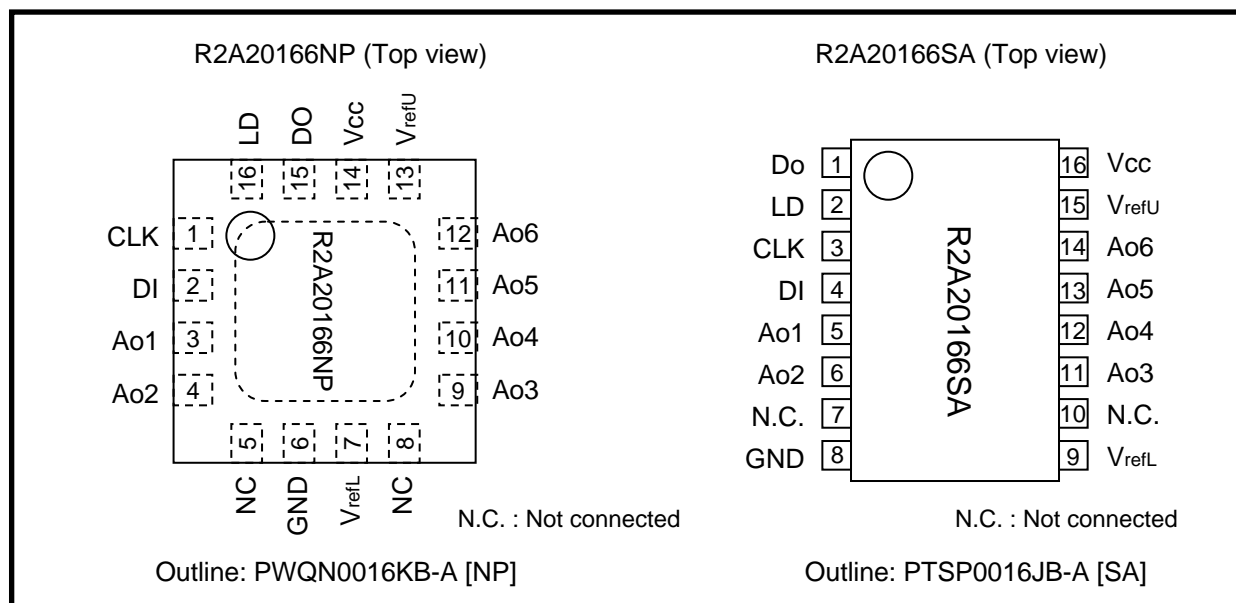 R2A20166NP (Top view)
LD DO Vcc VrefU
16 15 14 13
CLK 1 12 Ao6
DI 2 11 Ao5
Ao1 3 10 Ao4
Ao2 4 9 Ao3
R2A20166NP
5 6 7 8
NC GND VrefL NC
N.C. : Not connected
Outline: PWQN0016KB-A [NP]
R2A20166SA (Top view)
Do 1 16 Vcc
LD 2 15 VrefU
CLK 3 14 Ao6
DI 4 13 Ao5
Ao1 5 12 Ao4
Ao2 6 11 Ao3
N.C. 7 10 N.C.
GND 8 9 VrefL
R2A20166SA
N.C. : Not connected
Outline: PTSP0016JB-A [SA]